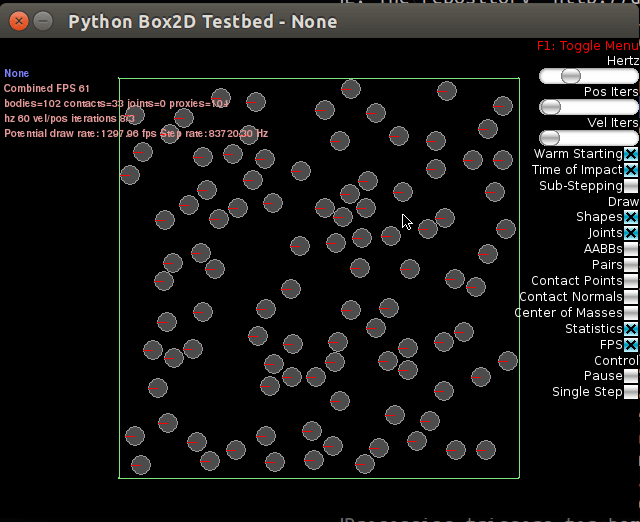 Python Box2D Testbed - None
F1: Toggle Menu
Hertz
Pos Iters
Vel Iters
Warm Starting
Time of Impact
Sub-Stepping
Draw
Shapes
Joints
AABBs
Pairs
Contact Points
Contact Normals
Center of Masses
Statistics
FPS
Control
Pause
Single Step
None
Combined FPS 61
bodies=102 contacts=33 joints=0 proxies=104
hz 60 vel/pos iterations 8/3
Potential draw rate: 1297.96 fps Step rate: 83720.30 Hz